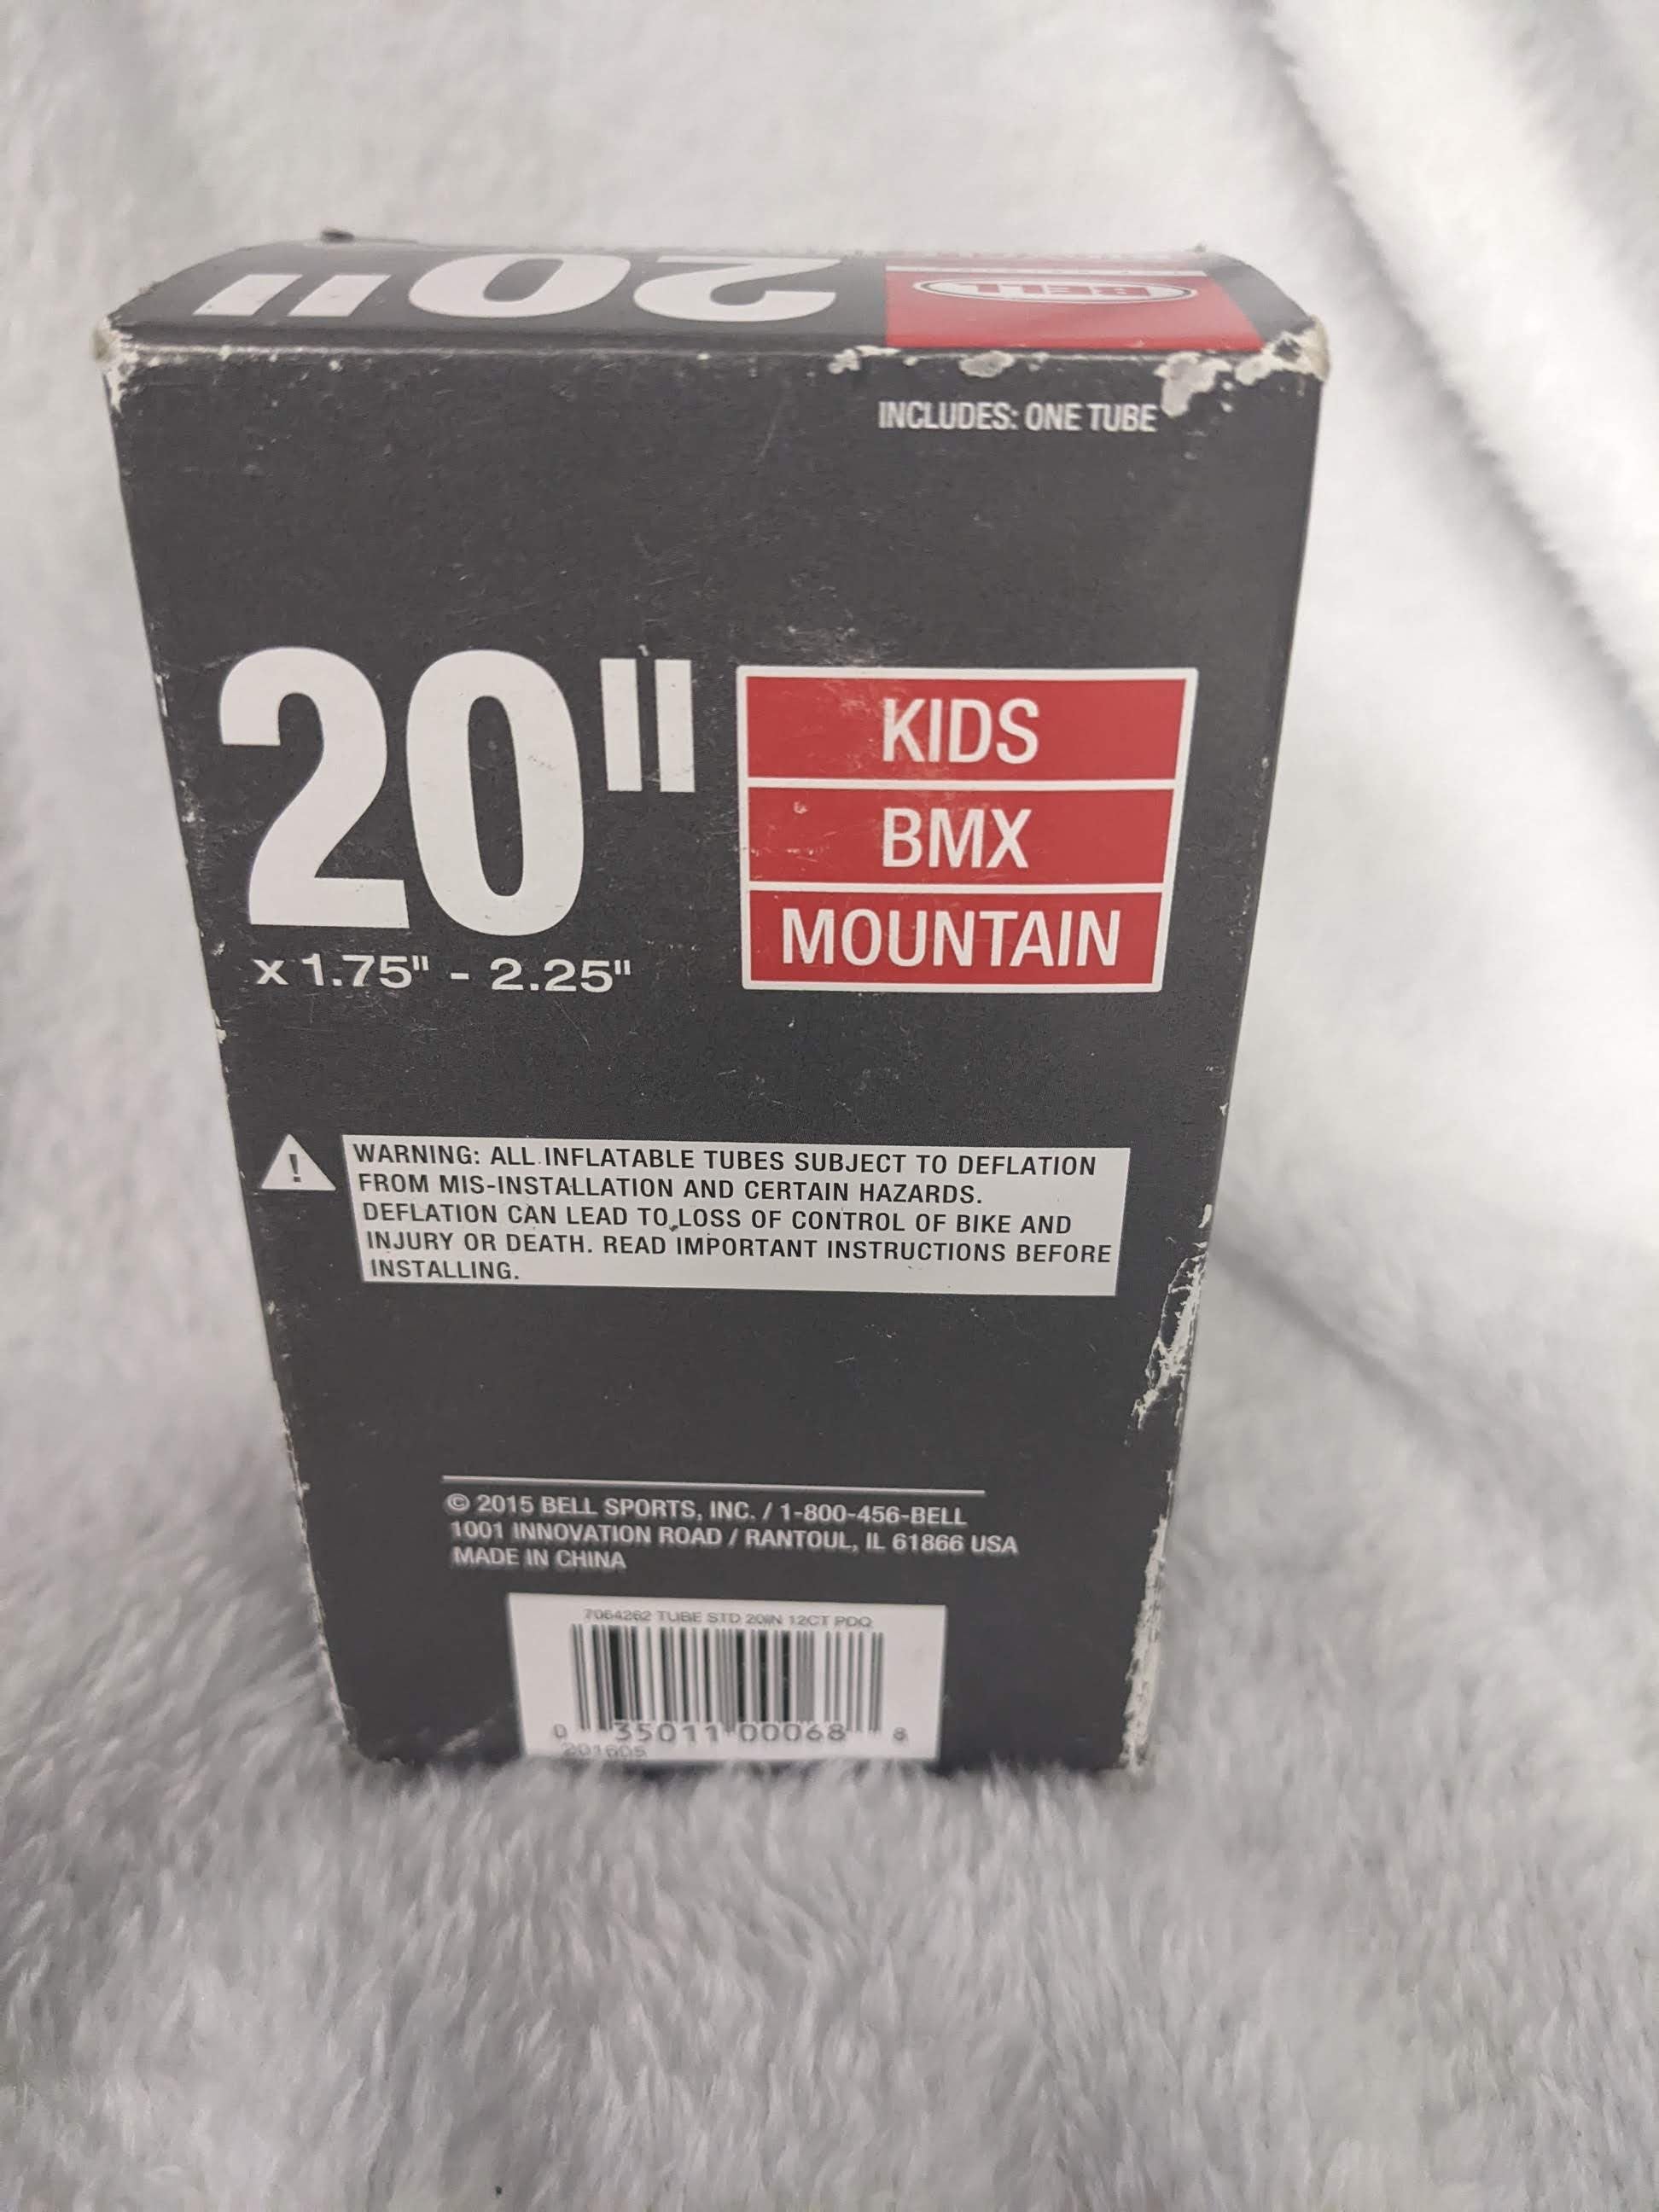 20"
BELL
INCLUDES: ONE TUBE
20"
x 1.75" - 2.25"
KIDS
BMX
MOUNTAIN
! WARNING: ALL INFLATABLE TUBES SUBJECT TO DEFLATION
FROM MIS-INSTALLATION AND CERTAIN HAZARDS.
DEFLATION CAN LEAD TO LOSS OF CONTROL OF BIKE AND
INJURY OR DEATH. READ IMPORTANT INSTRUCTIONS BEFORE
INSTALLING.
© 2015 BELL SPORTS, INC. / 1-800-456-BELL
1001 INNOVATION ROAD / RANTOUL, IL 61866 USA
MADE IN CHINA
7064262 TUBE STD 20IN 12CT PDQ
0 35011 00068 8
201605